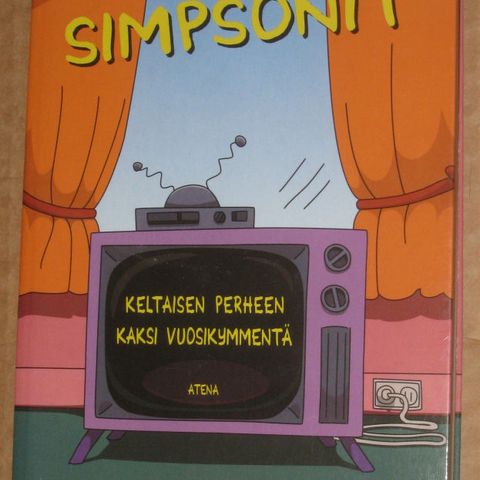 SIMPSONIT
KELTAISEN PERHEEN
KAKSI VUOSIKYMMENTÄ
ATENA